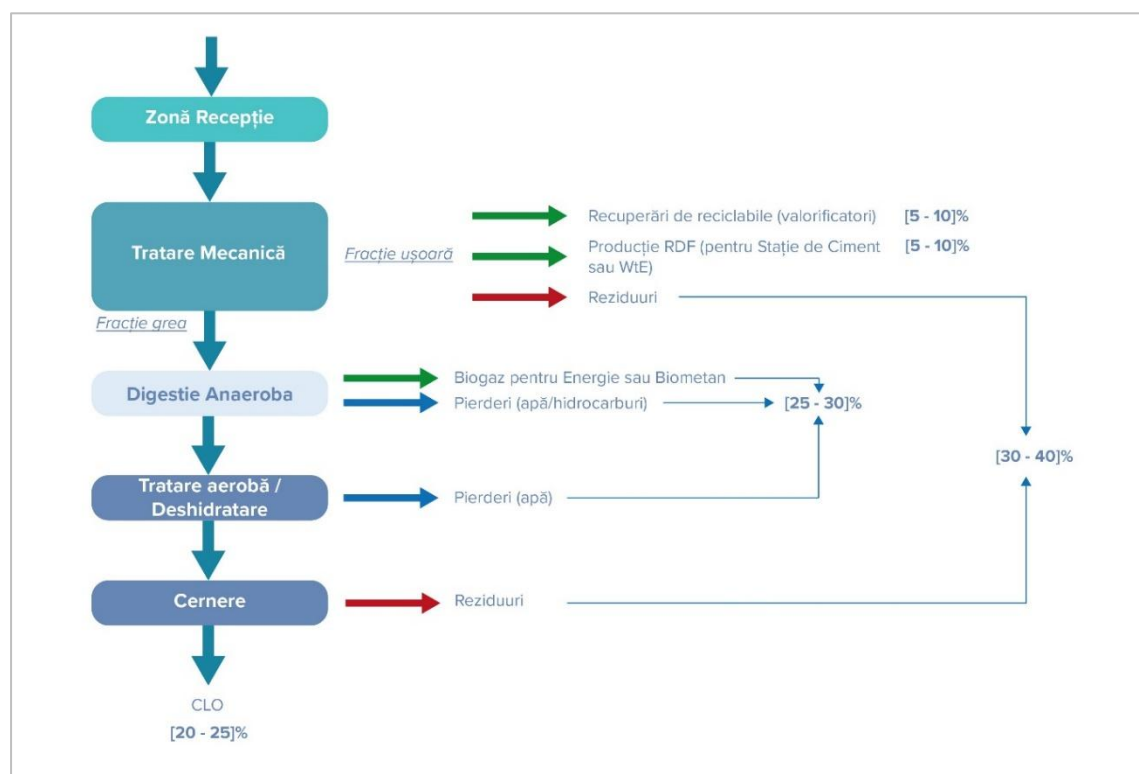 Zonă Recepție
Tratare Mecanică
Fracție ușoară
Recuperări de reciclabile (valorificatori) [5 - 10]%
Producție RDF (pentru Stație de Ciment [5 - 10]%
sau WtE)
Reziduuri
Fracție grea
Digestie Anaeroba
Biogaz pentru Energie sau Biometan
Pierderi (apă/hidrocarburi)
[25 - 30]%
[30 - 40]%
Tratare aerobă /
Deshidratare
Pierderi (apă)
Cernere
Reziduuri
CLO
[20 - 25]%